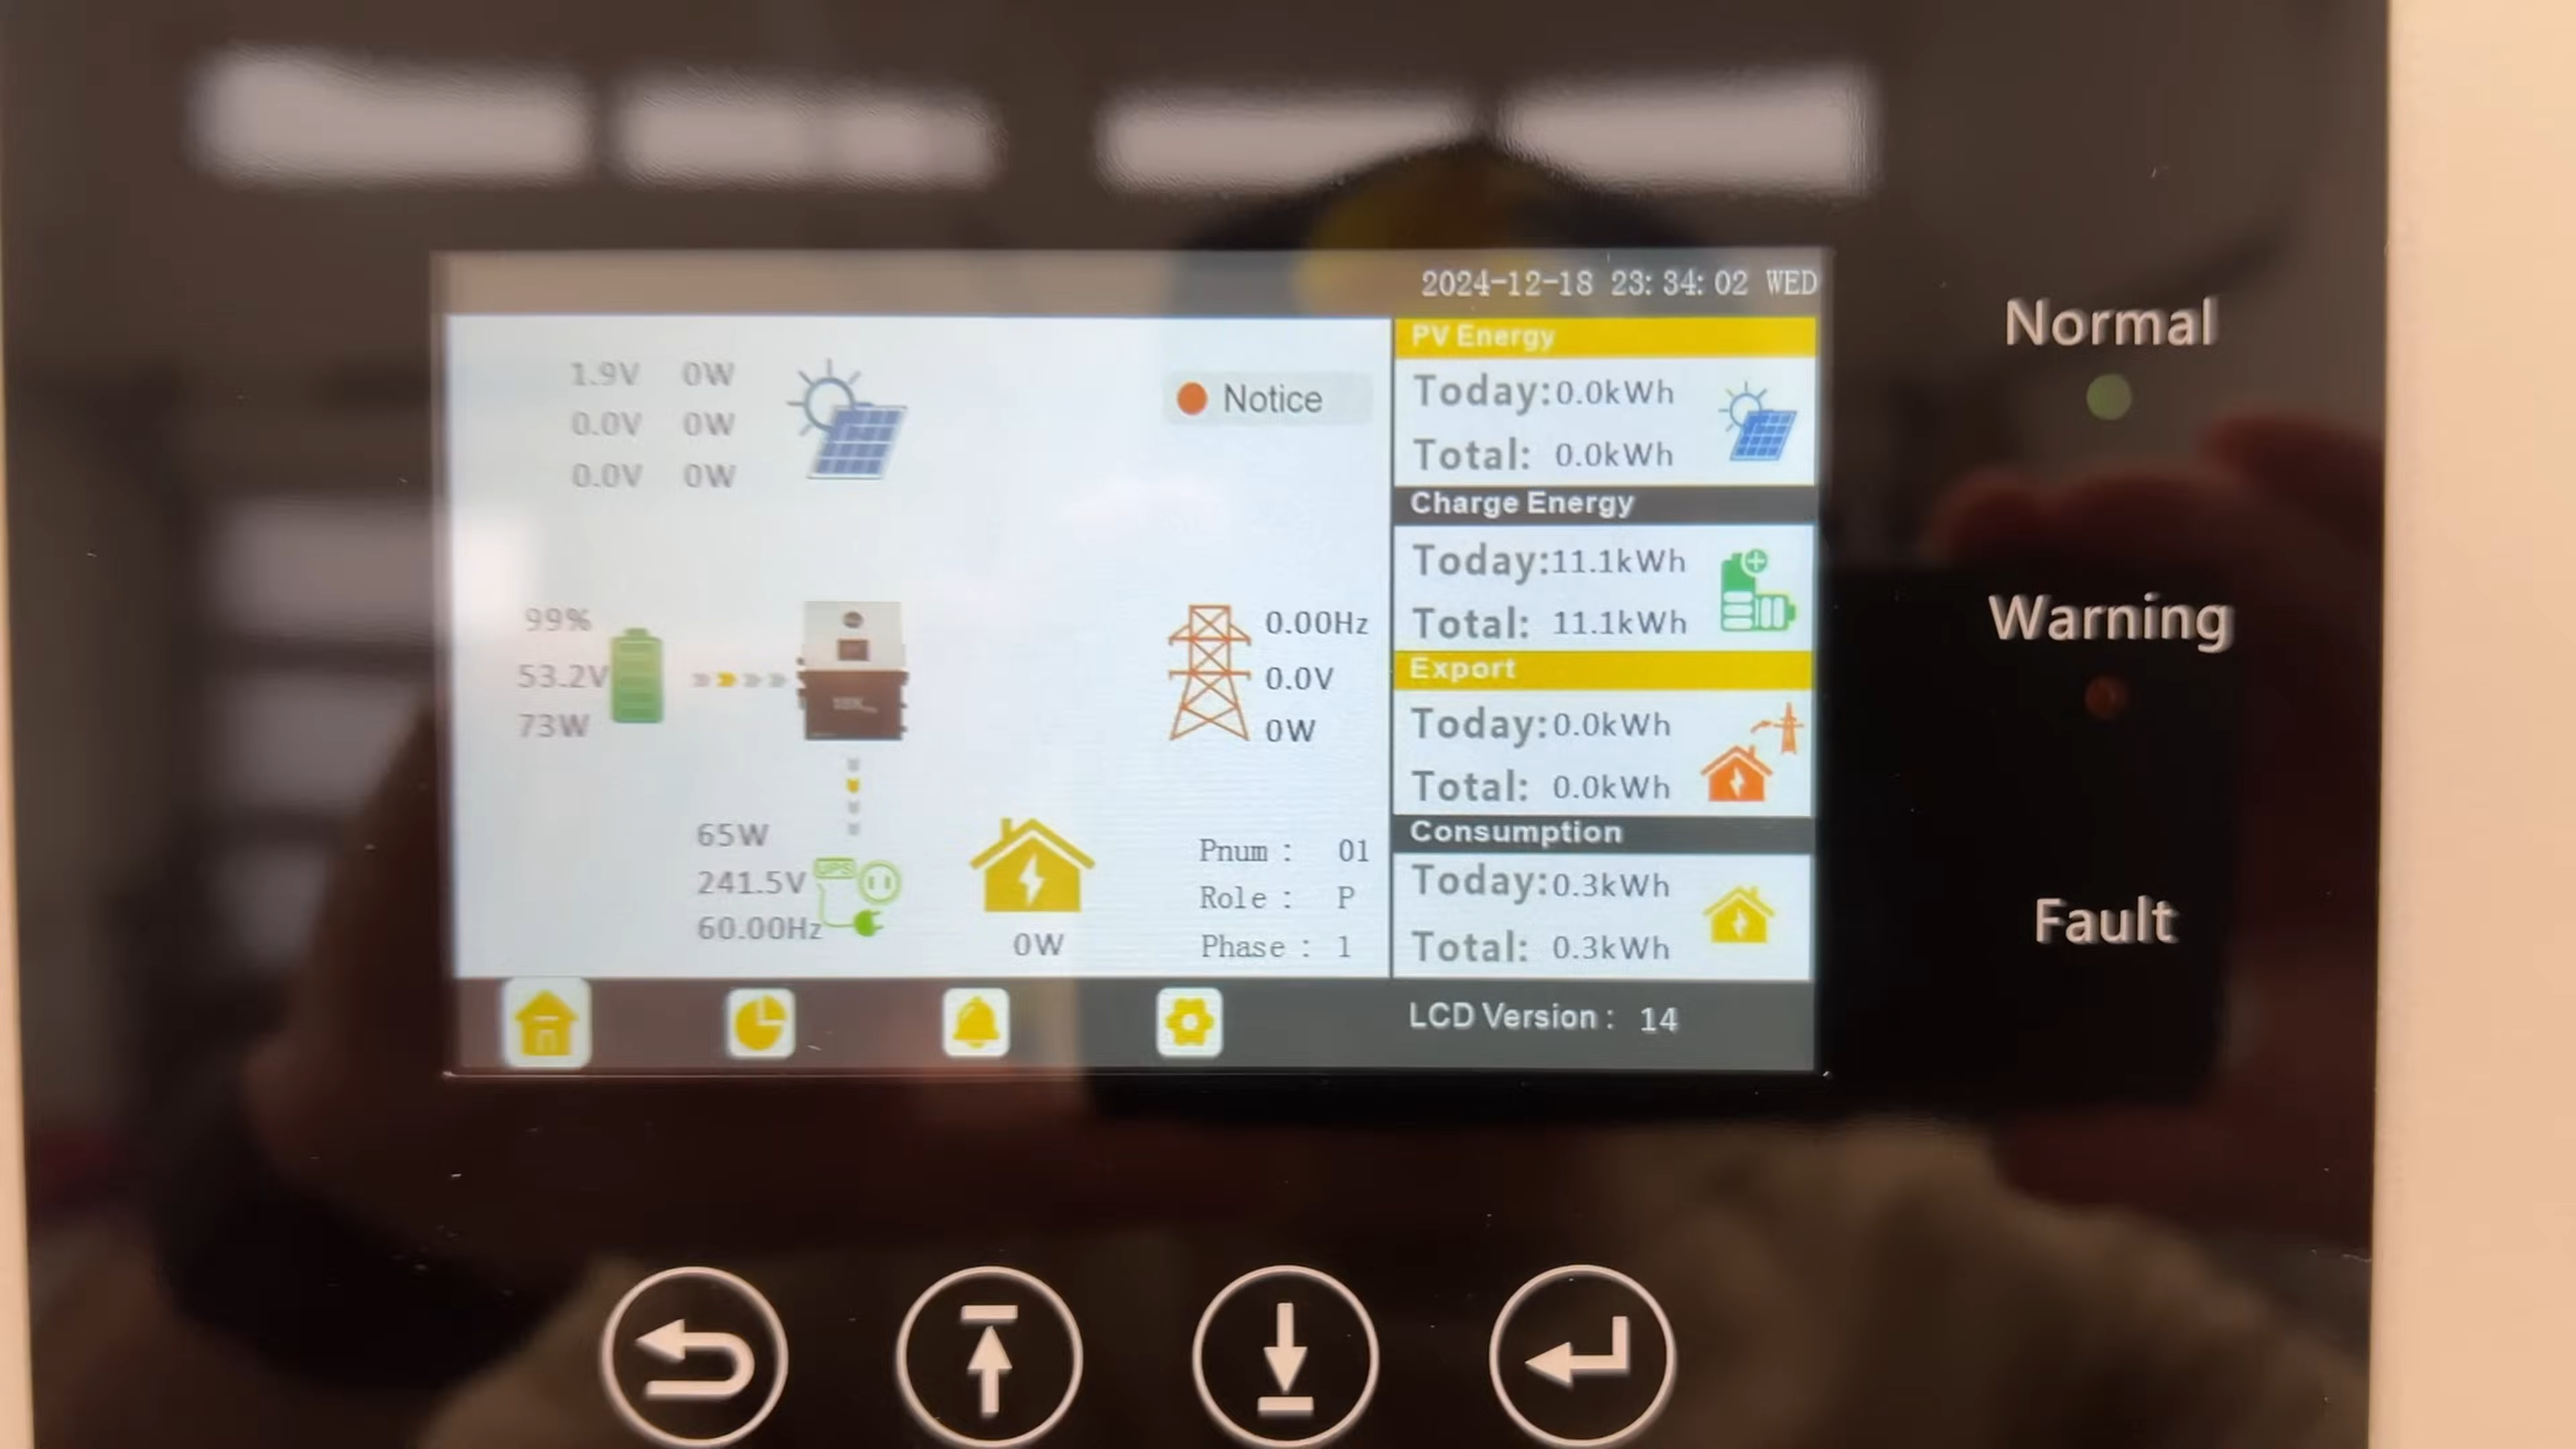 2024-12-18 23:34:02 WED
1.9V 0W
0.0V 0W
0.0V 0W
Notice
99%
53.2V
73W
0.00Hz
0.0V
0W
65W
241.5V
60.00Hz
UPS
0W
Pnum : 01
Role : P
Phase : 1
PV Energy
Today:0.0kWh
Total: 0.0kWh
Charge Energy
Today:11.1kWh
Total: 11.1kWh
Export
Today:0.0kWh
Total: 0.0kWh
Consumption
Today:0.3kWh
Total: 0.3kWh
LCD Version : 14
Normal
Warning
Fault